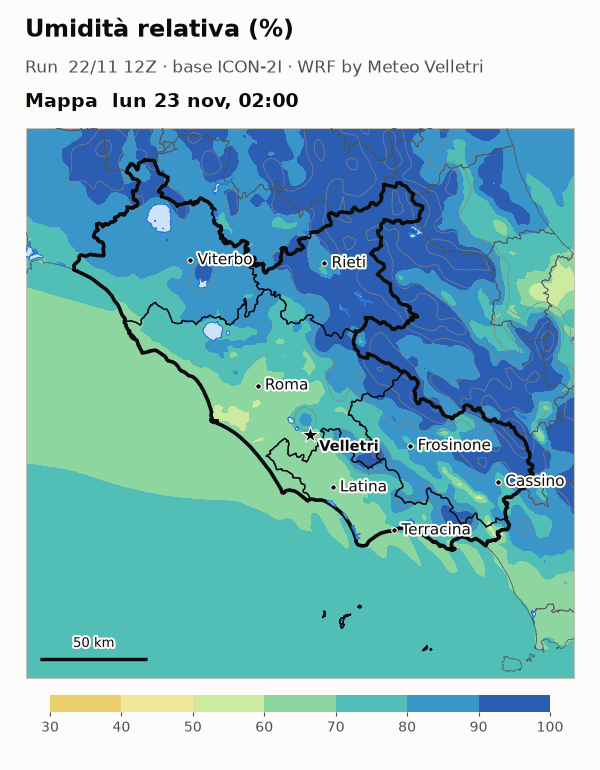 Umidità relativa (%)
Run  22/11 12Z · base ICON-2I · WRF by Meteo Velletri
Mappa  lun 23 nov, 02:00
Viterbo
Rieti
Roma
Velletri
Frosinone
Cassino
Latina
Terracina
50 km
30 40 50 60 70 80 90 100